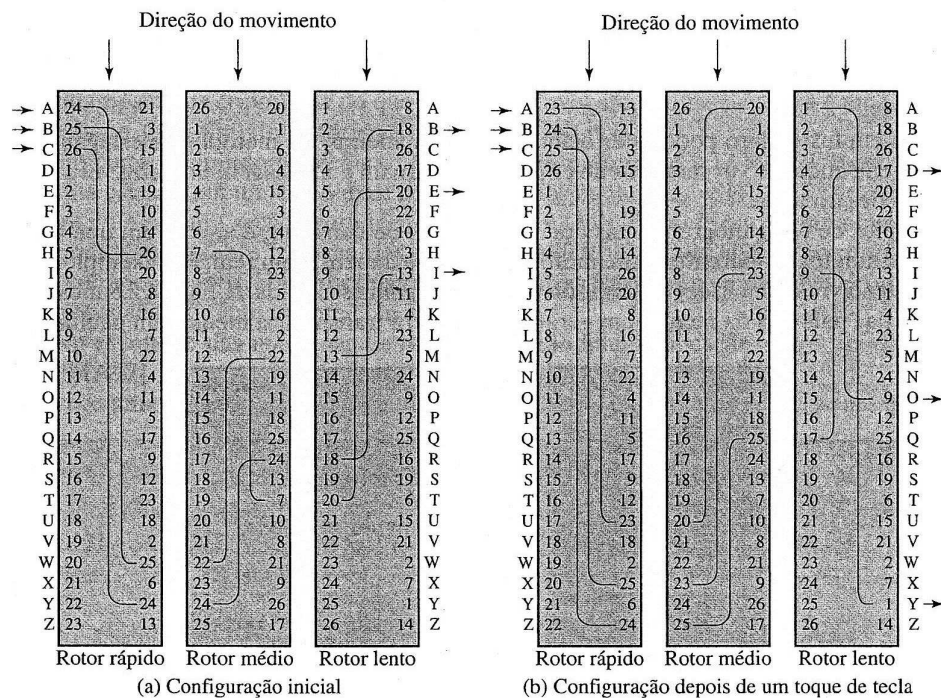 Direção do movimento
A 24 21 26 20 1 8 A
B 25 3 1 1 2 18 B
C 26 15 2 6 3 26 C
D 1 1 3 4 4 17 D
E 2 19 4 15 5 20 E
F 3 10 5 3 6 22 F
G 4 14 6 14 7 10 G
H 5 26 7 12 8 3 H
I 6 20 8 23 9 13 I
J 7 8 9 5 10 11 J
K 8 16 10 16 11 4 K
L 9 7 11 2 12 23 L
M 10 22 12 22 13 5 M
N 11 4 13 19 14 24 N
O 12 11 14 11 15 9 O
P 13 5 15 18 16 12 P
Q 14 17 16 25 17 25 Q
R 15 9 17 24 18 16 R
S 16 12 18 13 19 19 S
T 17 23 19 7 20 6 T
U 18 18 20 10 21 15 U
V 19 2 21 8 22 21 V
W 20 25 22 21 23 2 W
X 21 6 23 9 24 7 X
Y 22 24 24 26 25 1 Y
Z 23 13 25 17 26 14 Z
Rotor rápido Rotor médio Rotor lento
(a) Configuração inicial
Direção do movimento
A 23 13 26 20 1 8 A
B 24 21 1 1 2 18 B
C 25 3 2 6 3 26 C
D 26 15 3 4 4 17 D
E 1 1 4 15 5 20 E
F 2 19 5 3 6 22 F
G 3 10 6 14 7 10 G
H 4 14 7 12 8 3 H
I 5 26 8 23 9 13 I
J 6 20 9 5 10 11 J
K 7 8 10 16 11 4 K
L 8 16 11 2 12 23 L
M 9 7 12 22 13 5 M
N 10 22 13 19 14 24 N
O 11 4 14 11 15 9 O
P 12 11 15 18 16 12 P
Q 13 5 16 25 17 25 Q
R 14 17 17 24 18 16 R
S 15 9 18 13 19 19 S
T 16 12 19 7 20 6 T
U 17 23 20 10 21 15 U
V 18 18 21 8 22 21 V
W 19 2 22 21 23 2 W
X 20 25 23 9 24 7 X
Y 21 6 24 26 25 1 Y
Z 22 24 25 17 26 14 Z
Rotor rápido Rotor médio Rotor lento
(b) Configuração depois de um toque de tecla